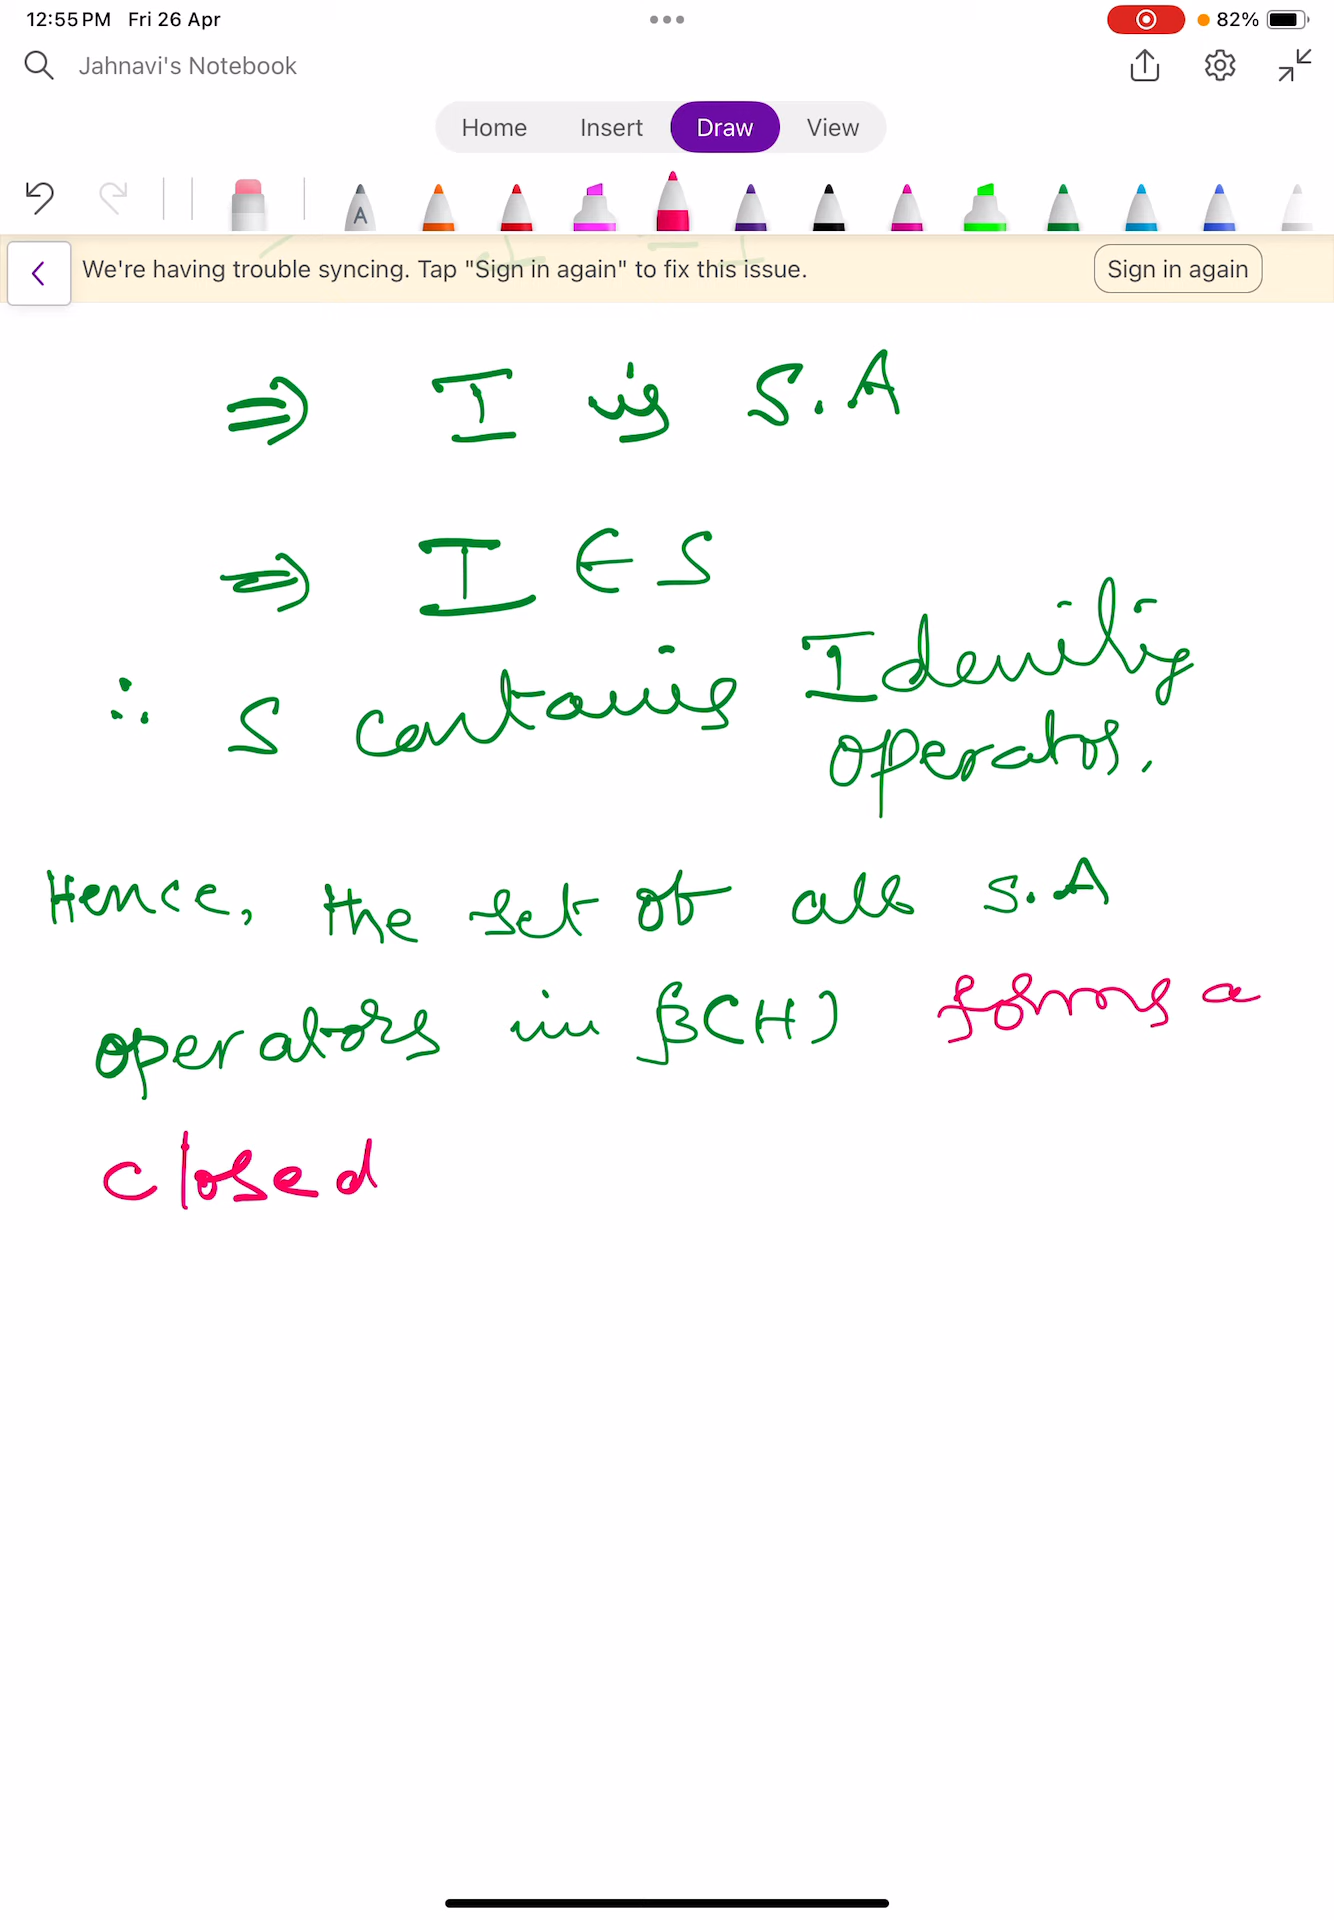 12:55 PM Fri 26 Apr
82%
Jahnavi's Notebook
Home Insert Draw View
A
We're having trouble syncing. Tap "Sign in again" to fix this issue.
Sign in again
⇒ I is S.A
⇒ I ∈ S
∴ S contains Identity
operator.
Hence, the set of all S.A
operators in β(H) forms a
closed